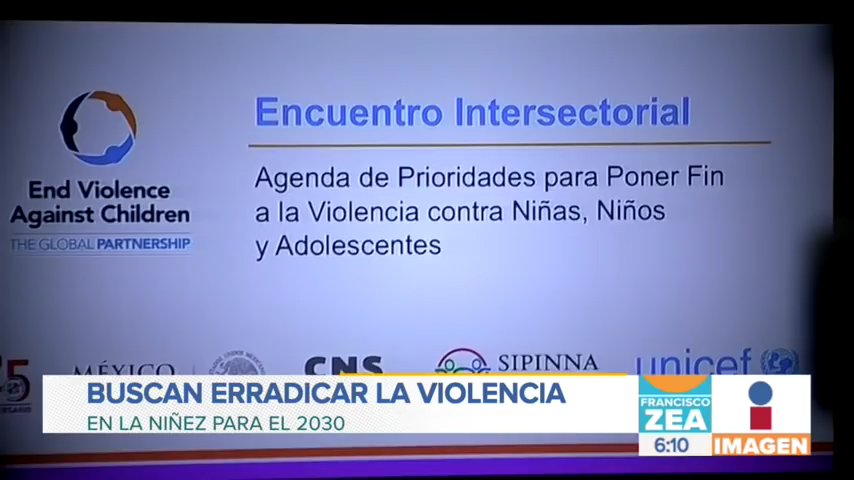 Encuentro Intersectorial
End Violence
Against Children
THE GLOBAL PARTNERSHIP
Agenda de Prioridades para Poner Fin
a la Violencia contra Niñas, Niños
y Adolescentes
MÉXICO
CNS
SIPINNA
unicef
BUSCAN ERRADICAR LA VIOLENCIA
EN LA NIÑEZ PARA EL 2030
FRANCISCO
ZEA
6:10
IMAGEN